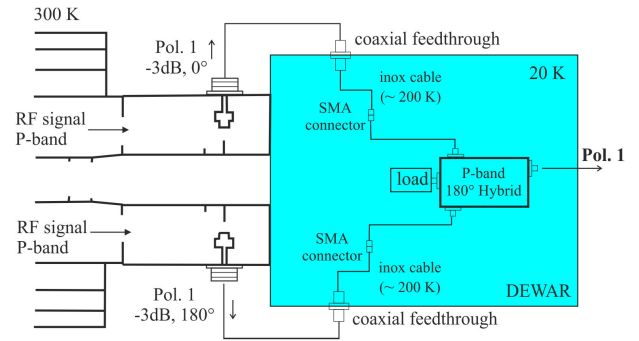 300 K
Pol. 1
-3dB, 0°
coaxial feedthrough
20 K
inox cable
(~ 200 K)
SMA
connector
RF signal
P-band
Pol. 1
load
P-band
180° Hybrid
RF signal
P-band
SMA
connector
inox cable
(~ 200 K)
Pol. 1
-3dB, 180°
DEWAR
coaxial feedthrough